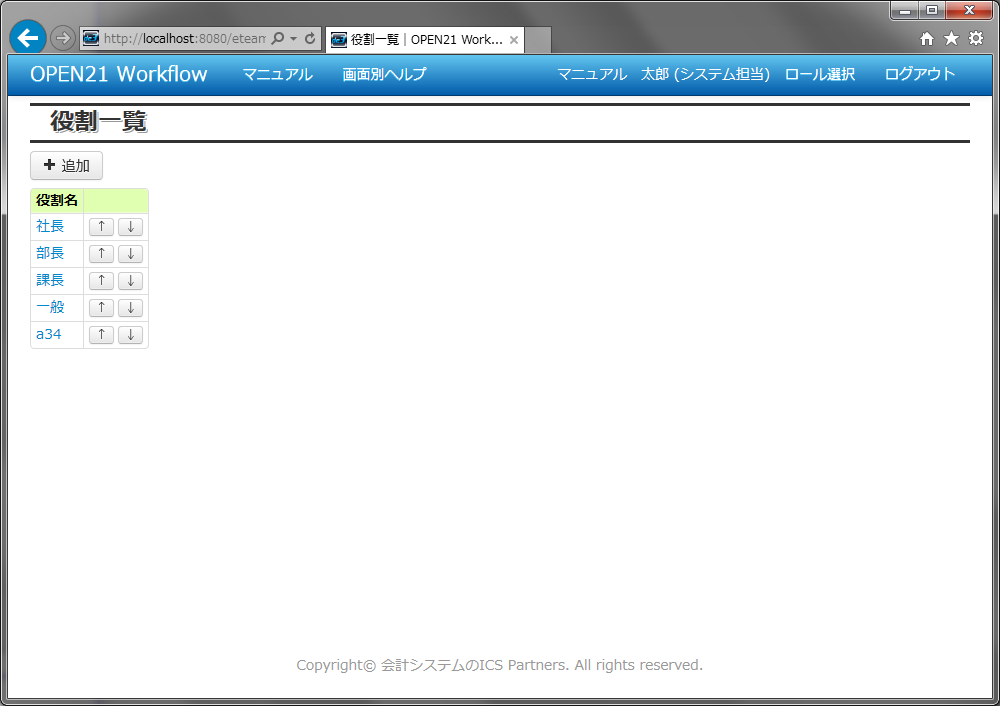 http://localhost:8080/eteam
役割一覧 | OPEN21 Work...
OPEN21 Workflow マニュアル 画面別ヘルプ マニュアル 太郎 (システム担当) ロール選択 ログアウト
役割一覧
+ 追加
役割名
社長 ↑ ↓
部長 ↑ ↓
課長 ↑ ↓
一般 ↑ ↓
a34 ↑ ↓
Copyright© 会計システムのICS Partners. All rights reserved.